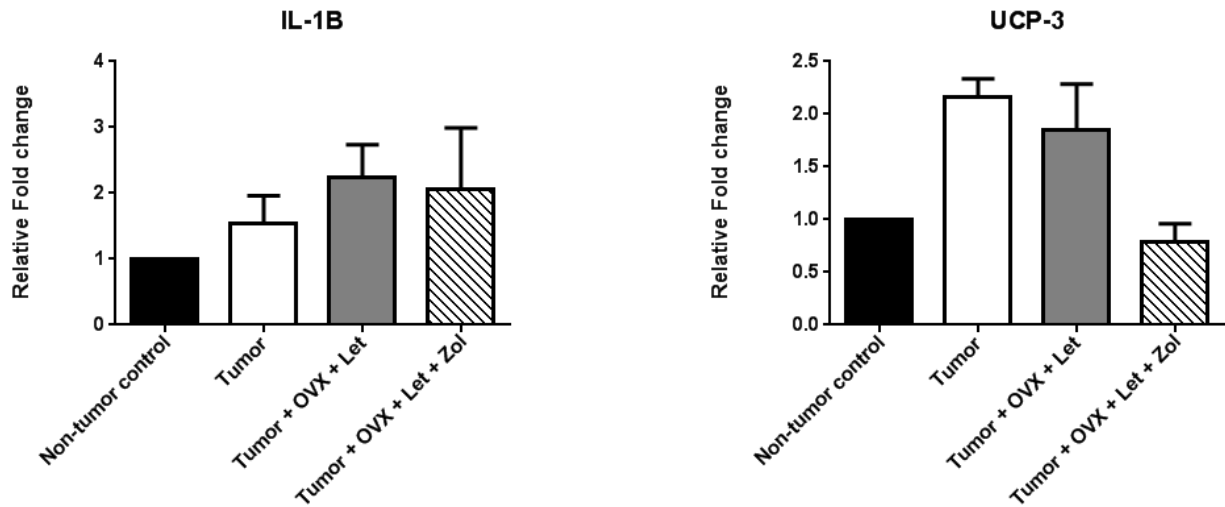 IL-1B
Relative Fold change
4
3
2
1
0
Non-tumor control
Tumor
Tumor + OVX + Let
Tumor + OVX + Let + Zol
UCP-3
Relative Fold change
2.5
2.0
1.5
1.0
0.5
0.0
Non-tumor control
Tumor
Tumor + OVX + Let
Tumor + OVX + Let + Zol